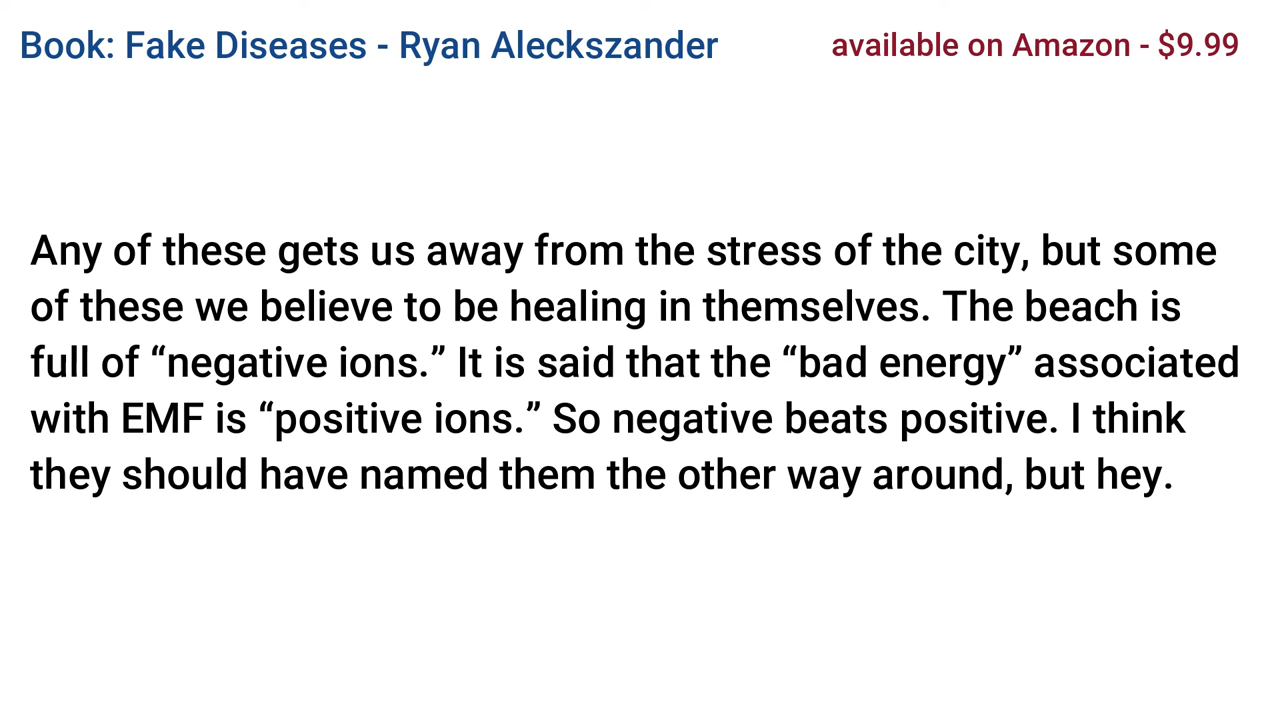 Book: Fake Diseases - Ryan Aleckszander
available on Amazon - $9.99
Any of these gets us away from the stress of the city, but some
of these we believe to be healing in themselves. The beach is
full of “negative ions.” It is said that the “bad energy” associated
with EMF is “positive ions.” So negative beats positive. I think
they should have named them the other way around, but hey.